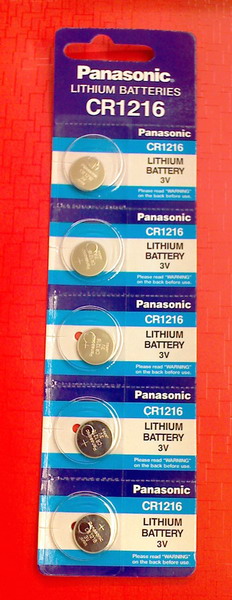 Panasonic
LITHIUM BATTERIES
CR1216
Panasonic
CR1216
LITHIUM
BATTERY
3V
Please read "WARNING"
on the back before use.
Panasonic
CR1216
LITHIUM
BATTERY
3V
Please read "WARNING"
on the back before use.
Panasonic
CR1216
LITHIUM
BATTERY
3V
Please read "WARNING"
on the back before use.
Panasonic
CR1216
LITHIUM
BATTERY
3V
Please read "WARNING"
on the back before use.
Panasonic
CR1216
LITHIUM
BATTERY
3V
Please read "WARNING"
on the back before use.